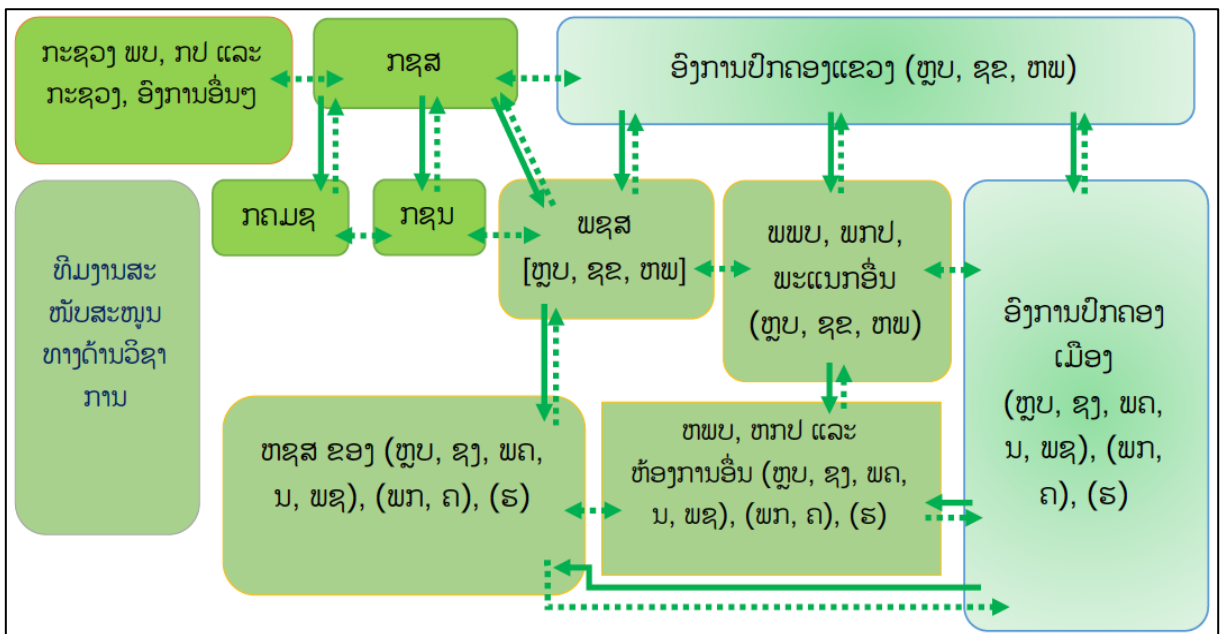 ກະຊວງ ພບ, ກປ ແລະ
ກະຊວງ, ອົງການອື່ນໆ
ກຊສ
ອົງການປົກຄອງແຂວງ (ຫຼບ, ຊຂ, ຫພ)
ກຄມຊ
ກຊນ
ພຊສ
[ຫຼບ, ຊຂ, ຫພ]
ພພບ, ພກປ,
ພະແນກອື່ນ
(ຫຼບ, ຊຂ, ຫພ)
ທີມງານສະ
ໜັບສະໜູນ
ທາງດ້ານວິຊາ
ການ
ອົງການປົກຄອງ
ເມືອງ
(ຫຼບ, ຊງ, ພຄ,
ນ, ພຊ), (ພກ,
ຄ), (ຮ)
ຫຊສ ຂອງ (ຫຼບ, ຊງ, ພຄ,
ນ, ພຊ), (ພກ, ຄ), (ຮ)
ຫພບ, ຫກປ ແລະ
ຫ້ອງການອື່ນ (ຫຼບ, ຊງ, ພຄ,
ນ, ພຊ), (ພກ, ຄ), (ຮ)